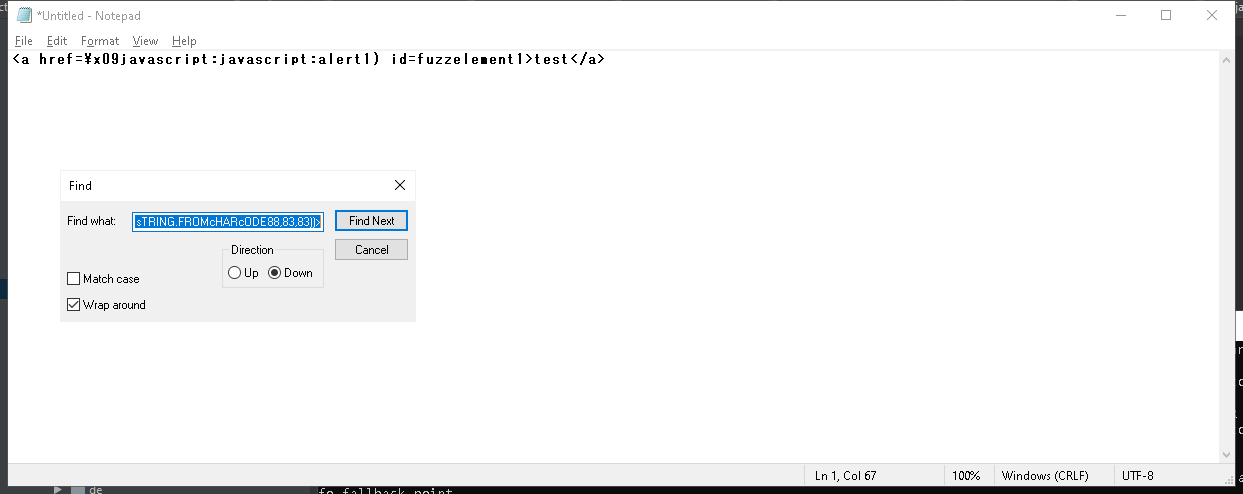 *Untitled - Notepad
File Edit Format View Help
<a href=¥x09javascript:javascript:alert1) id=fuzzelement1>test</a>
Find
Find what: sTRING.FROMcHARcODE88,83,83))> Find Next
Direction Cancel
Up Down
Match case
Wrap around
Ln 1, Col 67 100% Windows (CRLF) UTF-8
de